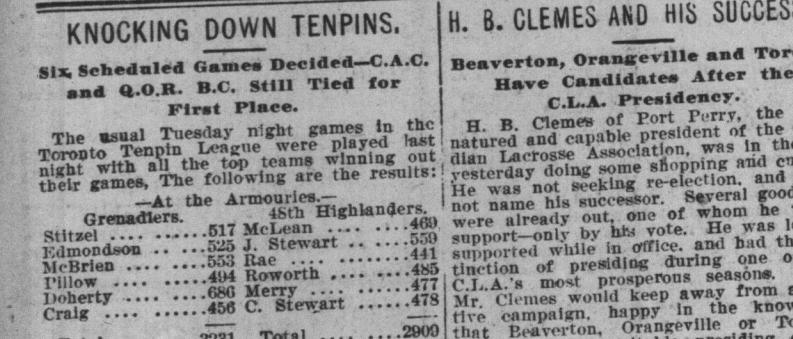 KNOCKING DOWN TENPINS.
Six Scheduled Games Decided—C.A.C.
and Q.O.R. B.C. Still Tied for
First Place.
The usual Tuesday night games in the
Toronto Tenpin League were played last
night with all the top teams winning out
their games, The following are the results:
—At the Armouries.—
Grenadiers. 48th Highlanders.
Stitzel .... ......517 McLean .... ....469
Edmondson .. ......525 J. Stewart .. ....559
McBrien .... ......553 Rae .... ........441
Pillow .... ......494 Roworth .... ....485
Doherty .... ......686 Merry .... ......477
Craig .... ........456 C. Stewart ......478
Total ..........2909
H. B. CLEMES AND HIS
Beaverton, Orangeville and
Have Candidates After the
C.L.A. Presidency.
H. B. Clemes of Port Perry, the
natured and capable president of the
dian Lacrosse Association, was in
yesterday doing some shopping and
He was not seeking re-election, and
not name his successor. Several good
were already out, one of whom he
support—only by his vote. He was
supported while in office, and had
tinction of presiding during one
C.L.A.'s most prosperous seasons.
Mr. Clemes would keep away from
tive campaign, happy in the
that Beaverton, Orangeville or